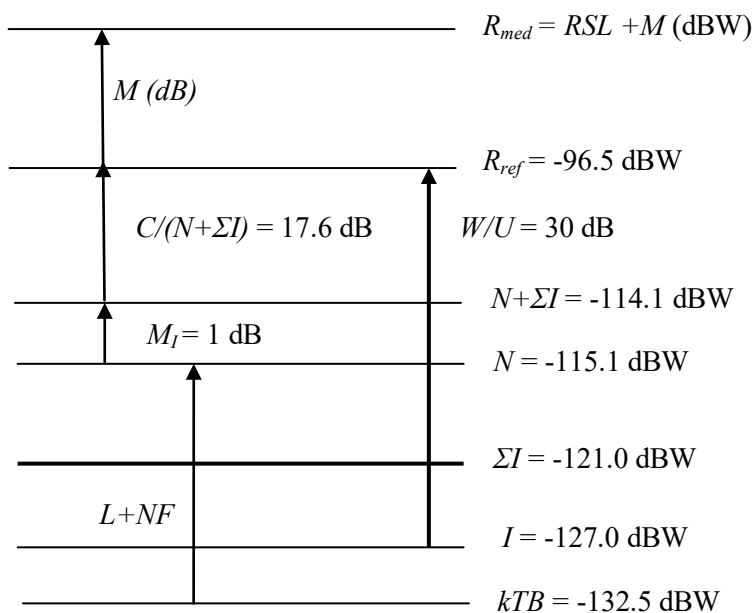 R_med = RSL +M (dBW)
M (dB)
R_ref = -96.5 dBW
C/(N+ΣI) = 17.6 dB
W/U = 30 dB
N+ΣI = -114.1 dBW
M_I = 1 dB
N = -115.1 dBW
ΣI = -121.0 dBW
L+NF
I = -127.0 dBW
kTB = -132.5 dBW